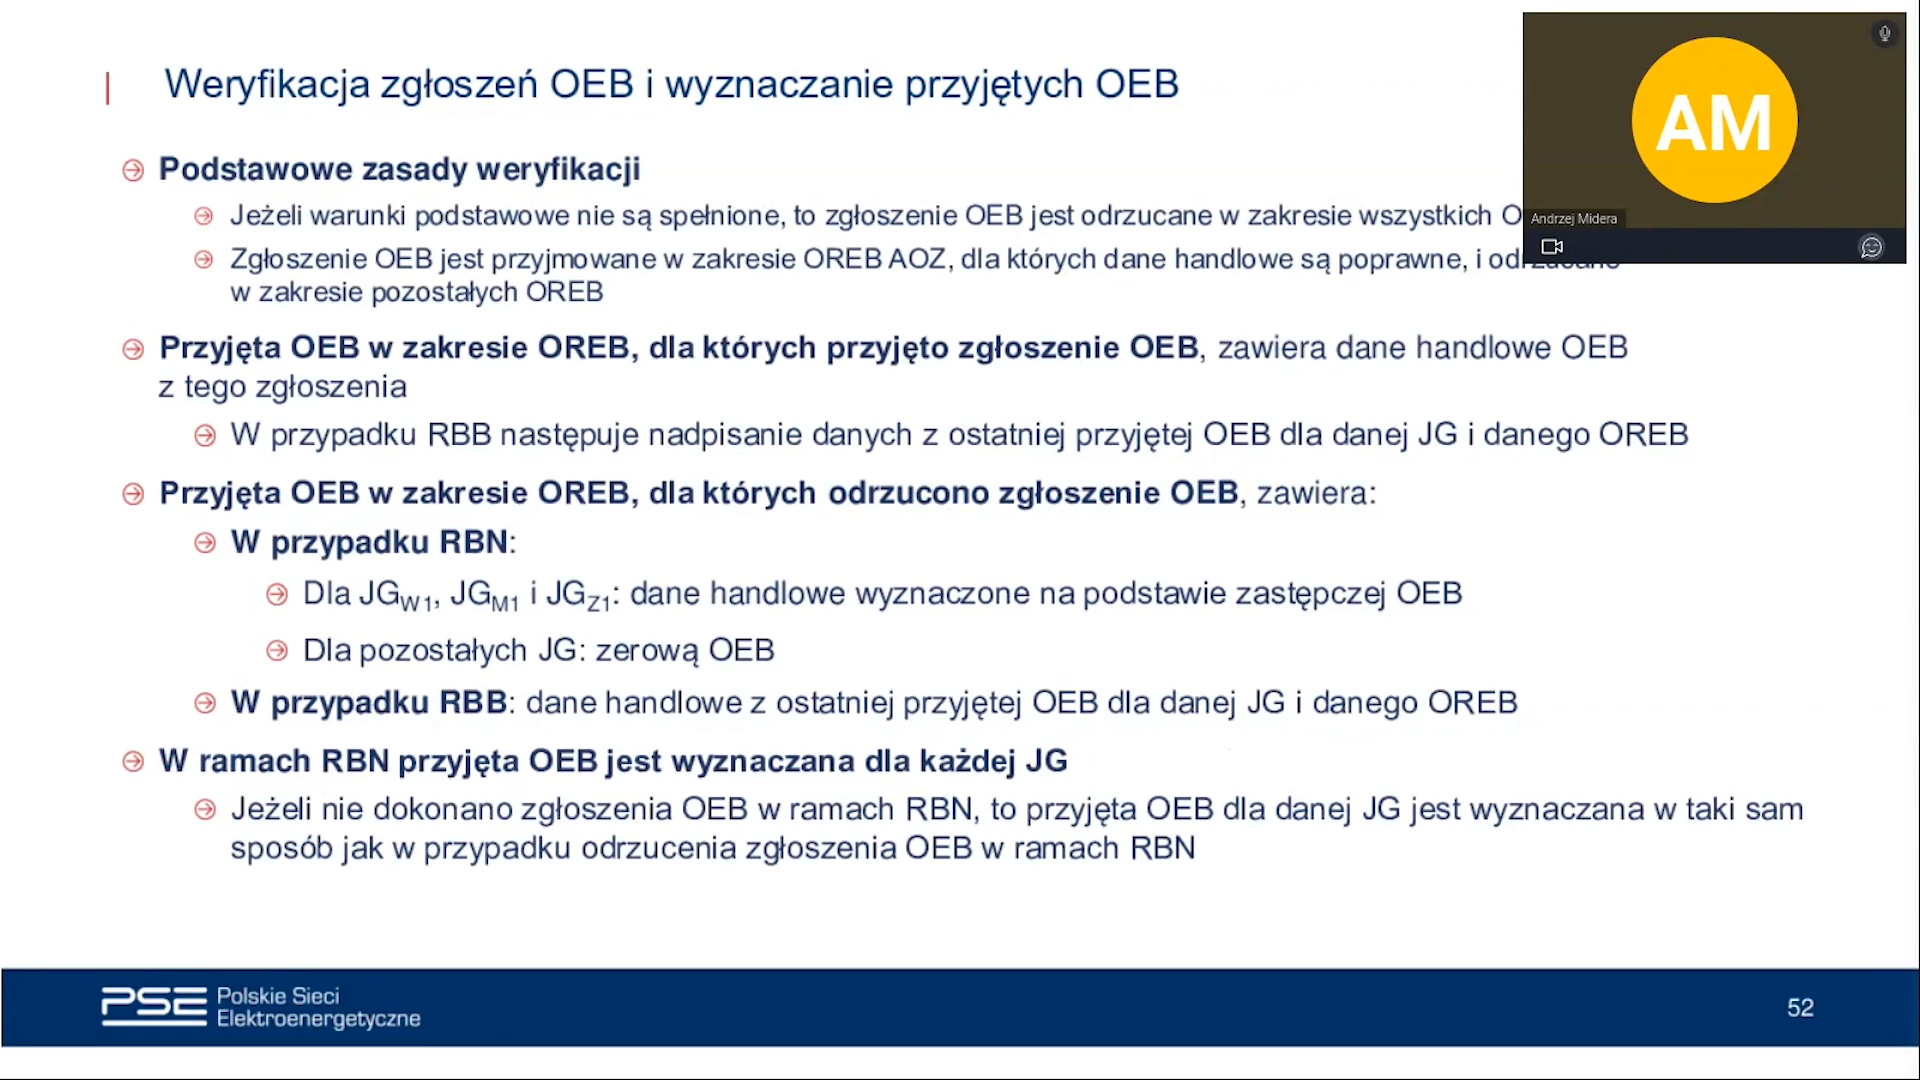 Weryfikacja zgłoszeń OEB i wyznaczanie przyjętych OEB
AM
Andrzej Midera
Podstawowe zasady weryfikacji
Jeżeli warunki podstawowe nie są spełnione, to zgłoszenie OEB jest odrzucane w zakresie wszystkich
Zgłoszenie OEB jest przyjmowane w zakresie OREB AOZ, dla których dane handlowe są poprawne, i
w zakresie pozostałych OREB
Przyjęta OEB w zakresie OREB, dla których przyjęto zgłoszenie OEB, zawiera dane handlowe OEB
z tego zgłoszenia
W przypadku RBB następuje nadpisanie danych z ostatniej przyjętej OEB dla danej JG i danego OREB
Przyjęta OEB w zakresie OREB, dla których odrzucono zgłoszenie OEB, zawiera:
W przypadku RBN:
Dla JGW1, JGM1 i JGZ1: dane handlowe wyznaczone na podstawie zastępczej OEB
Dla pozostałych JG: zerową OEB
W przypadku RBB: dane handlowe z ostatniej przyjętej OEB dla danej JG i danego OREB
W ramach RBN przyjęta OEB jest wyznaczana dla każdej JG
Jeżeli nie dokonano zgłoszenia OEB w ramach RBN, to przyjęta OEB dla danej JG jest wyznaczana w taki sam
sposób jak w przypadku odrzucenia zgłoszenia OEB w ramach RBN
PSE Polskie Sieci
Elektroenergetyczne
52